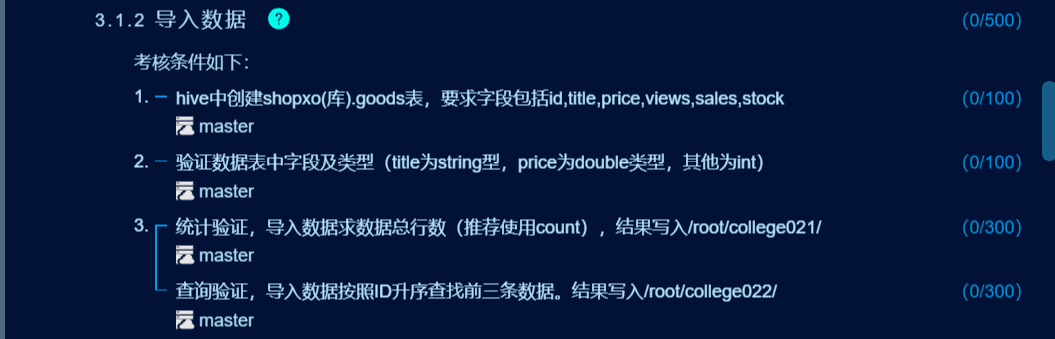 3.1.2 导入数据 ? (0/500)
考核条件如下:
1. hive中创建shopxo(库).goods表，要求字段包括id,title,price,views,sales,stock (0/100)
master
2. 验证数据表中字段及类型（title为string型，price为double类型，其他为int） (0/100)
master
3. 统计验证，导入数据求数据总行数（推荐使用count），结果写入/root/college021/ (0/300)
master
查询验证，导入数据按照ID升序查找前三条数据。结果写入/root/college022/ (0/300)
master